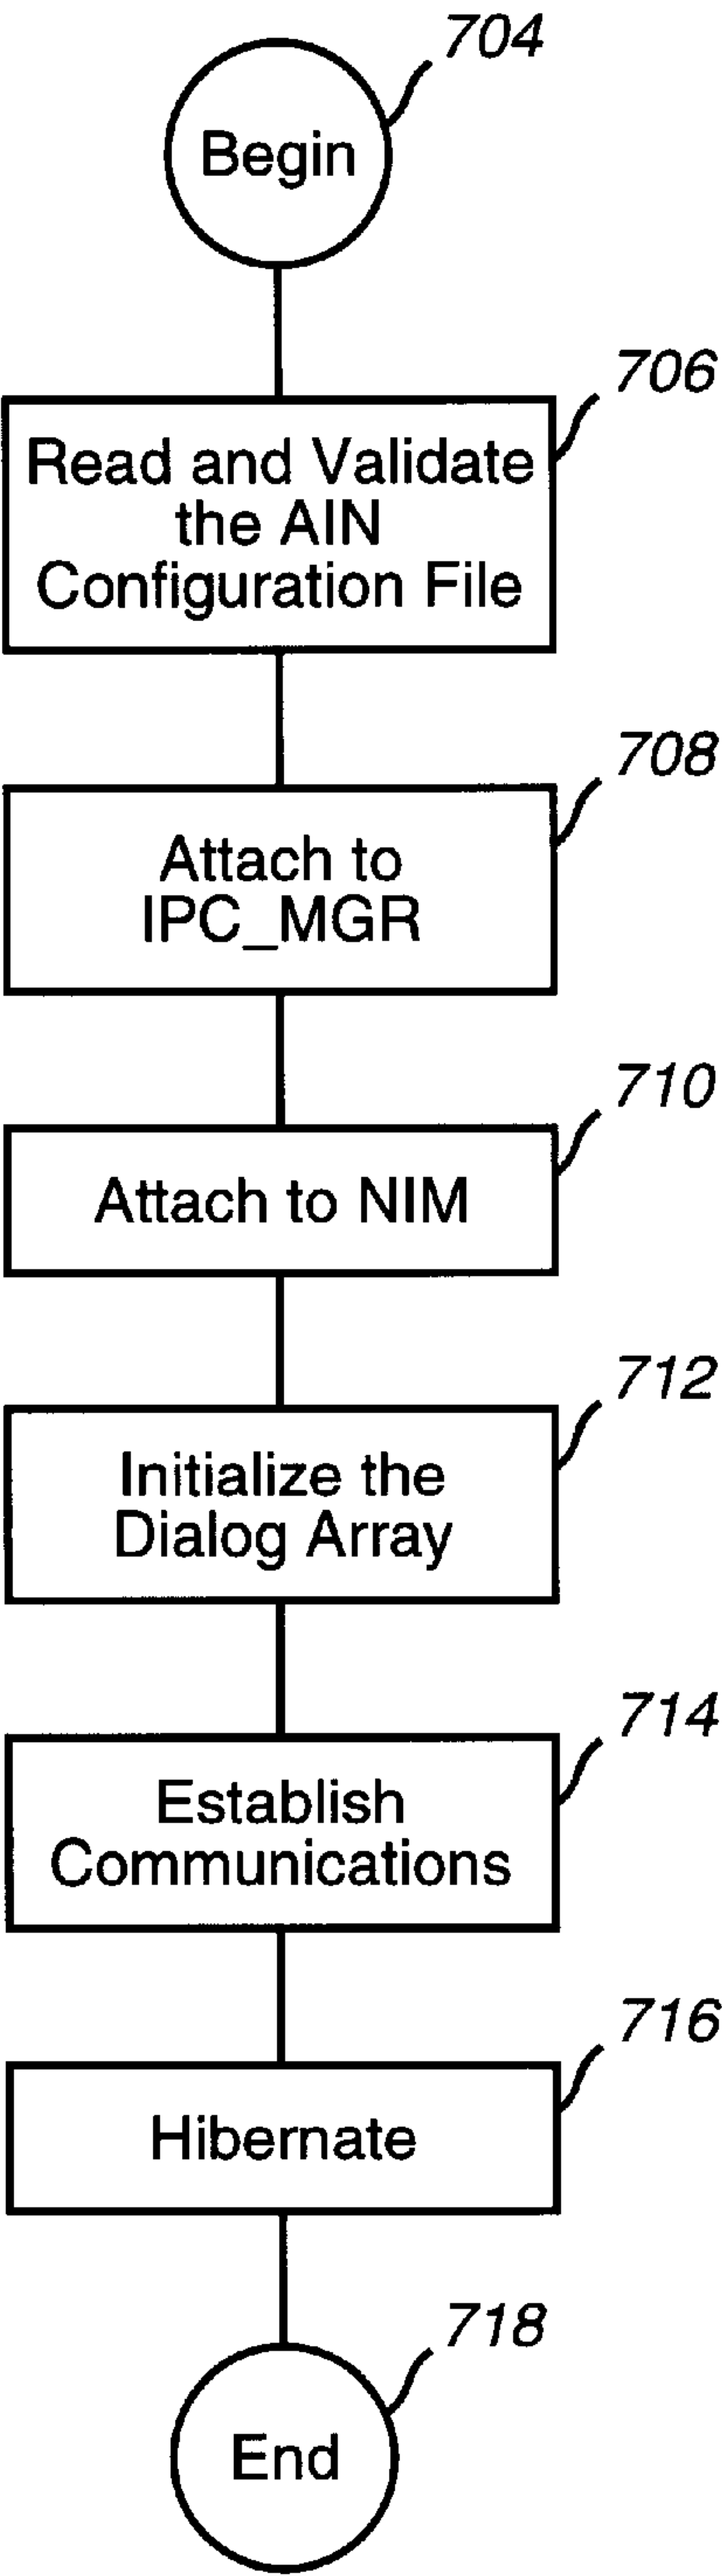 704
Begin
706
Read and Validate
the AIN
Configuration File
708
Attach to
IPC_MGR
710
Attach to NIM
712
Initialize the
Dialog Array
714
Establish
Communications
716
Hibernate
718
End